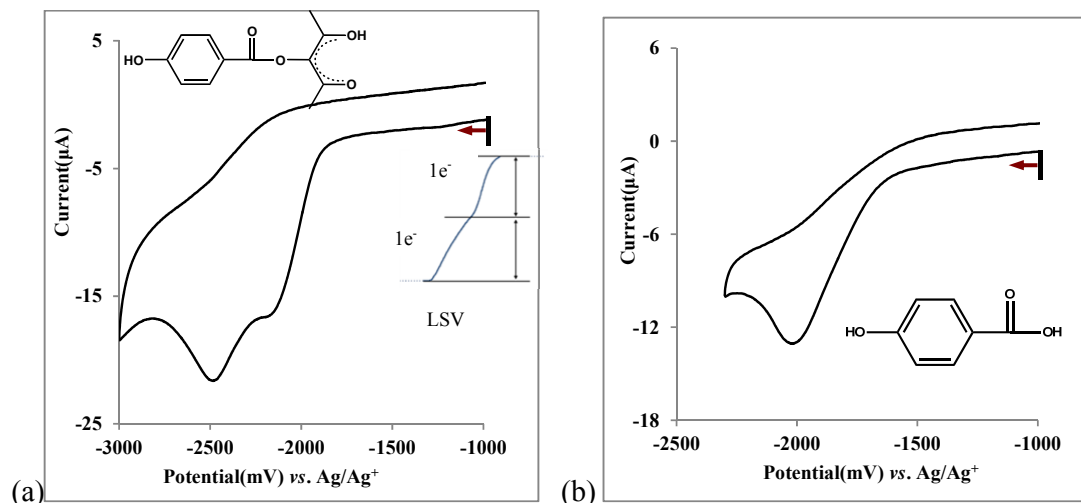 5
-5
-15
-25
Current(µA)
-3000
-2500
-2000
-1500
-1000
Potential(mV) vs. Ag/Ag⁺
HO
O
O
OH
O
1e⁻
1e⁻
LSV
(a)
6
0
-6
-12
-18
Current(µA)
-2500
-2000
-1500
-1000
Potential(mV) vs. Ag/Ag⁺
HO
O
OH
(b)